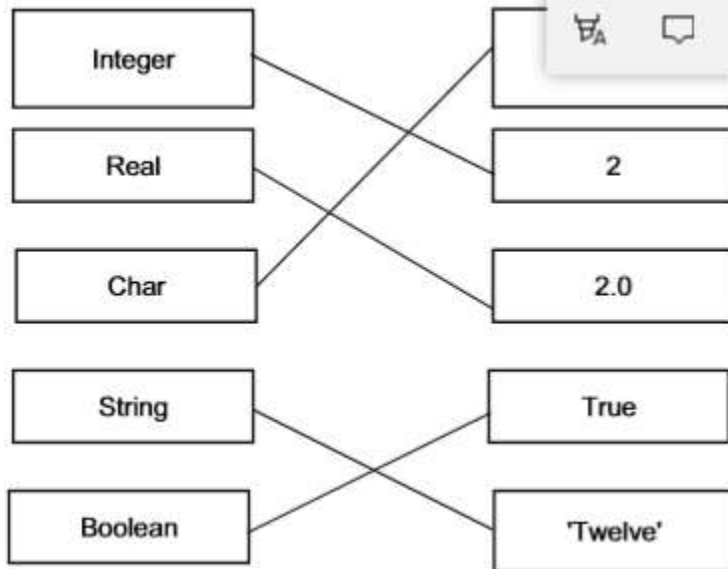 Integer
Real
2
Char
2.0
String
True
Boolean
'Twelve'